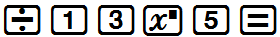 ÷ 1 3 x■ 5 =